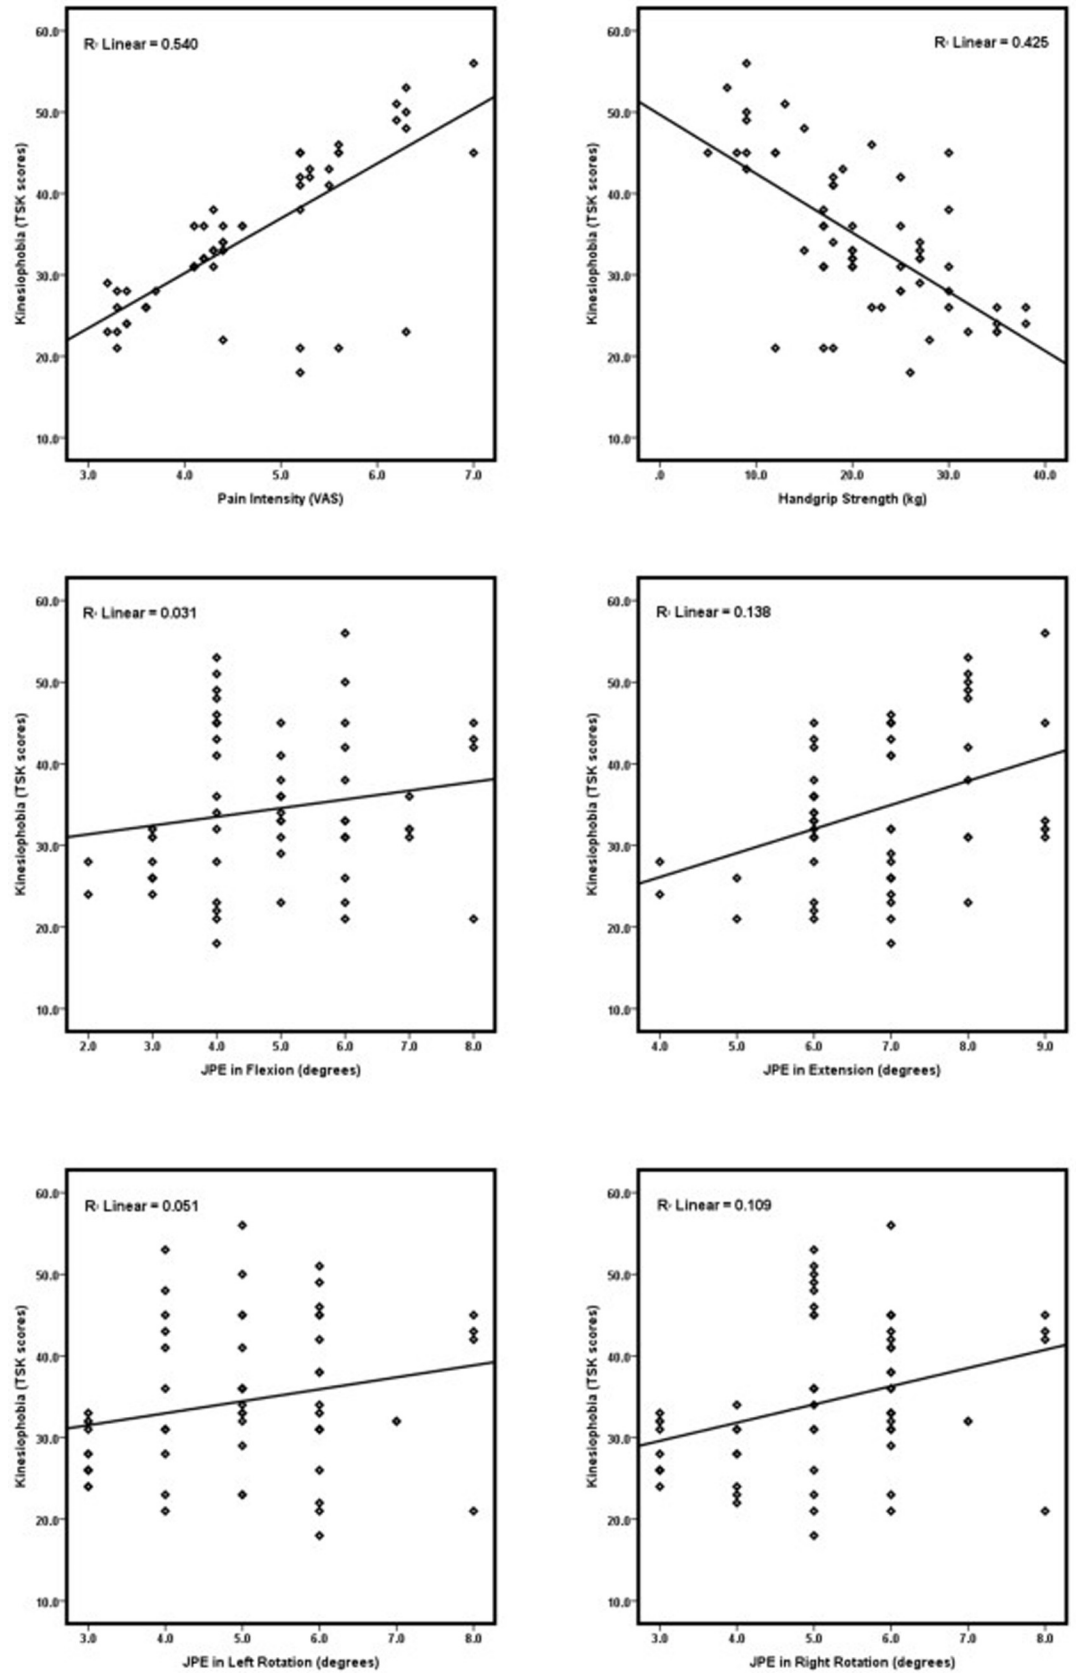 R² Linear = 0.540
60.0
50.0
40.0
30.0
20.0
10.0
Kinesiophobia (TSK scores)
3.0 4.0 5.0 6.0 7.0
Pain Intensity (VAS)
R² Linear = 0.425
60.0
50.0
40.0
30.0
20.0
10.0
Kinesiophobia (TSK scores)
.0 10.0 20.0 30.0 40.0
Handgrip Strength (kg)
R² Linear = 0.031
60.0
50.0
40.0
30.0
20.0
10.0
Kinesiophobia (TSK scores)
2.0 3.0 4.0 5.0 6.0 7.0 8.0
JPE in Flexion (degrees)
R² Linear = 0.138
60.0
50.0
40.0
30.0
20.0
10.0
Kinesiophobia (TSK scores)
4.0 5.0 6.0 7.0 8.0 9.0
JPE in Extension (degrees)
R² Linear = 0.051
60.0
50.0
40.0
30.0
20.0
10.0
Kinesiophobia (TSK scores)
3.0 4.0 5.0 6.0 7.0 8.0
JPE in Left Rotation (degrees)
R² Linear = 0.109
60.0
50.0
40.0
30.0
20.0
10.0
Kinesiophobia (TSK scores)
3.0 4.0 5.0 6.0 7.0 8.0
JPE in Right Rotation (degrees)